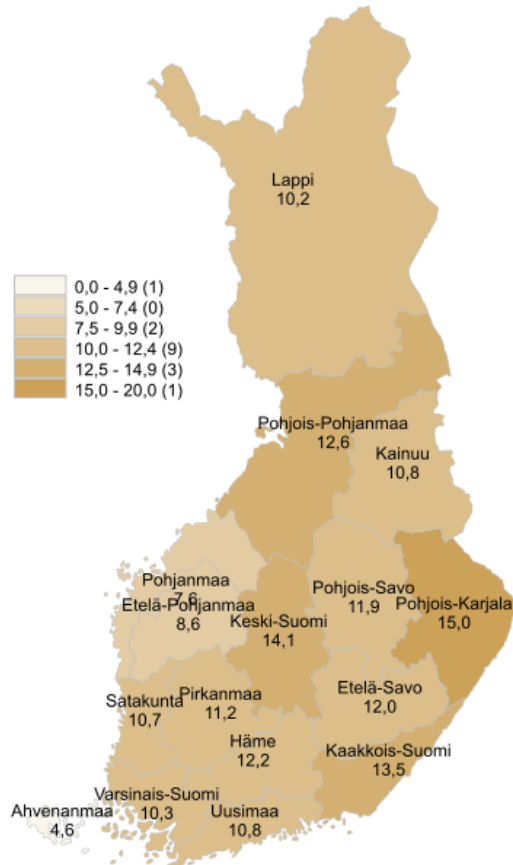 Lappi
10,2
0,0 - 4,9 (1)
5,0 - 7,4 (0)
7,5 - 9,9 (2)
10,0 - 12,4 (9)
12,5 - 14,9 (3)
15,0 - 20,0 (1)
Pohjois-Pohjanmaa
12,6
Kainuu
10,8
Pohjanmaa
7,6
Etelä-Pohjanmaa
8,6
Keski-Suomi
14,1
Pohjois-Savo
11,9
Pohjois-Karjala
15,0
Satakunta
10,7
Pirkanmaa
11,2
Etelä-Savo
12,0
Häme
12,2
Kaakkois-Suomi
13,5
Ahvenanmaa
4,6
Varsinais-Suomi
10,3
Uusimaa
10,8